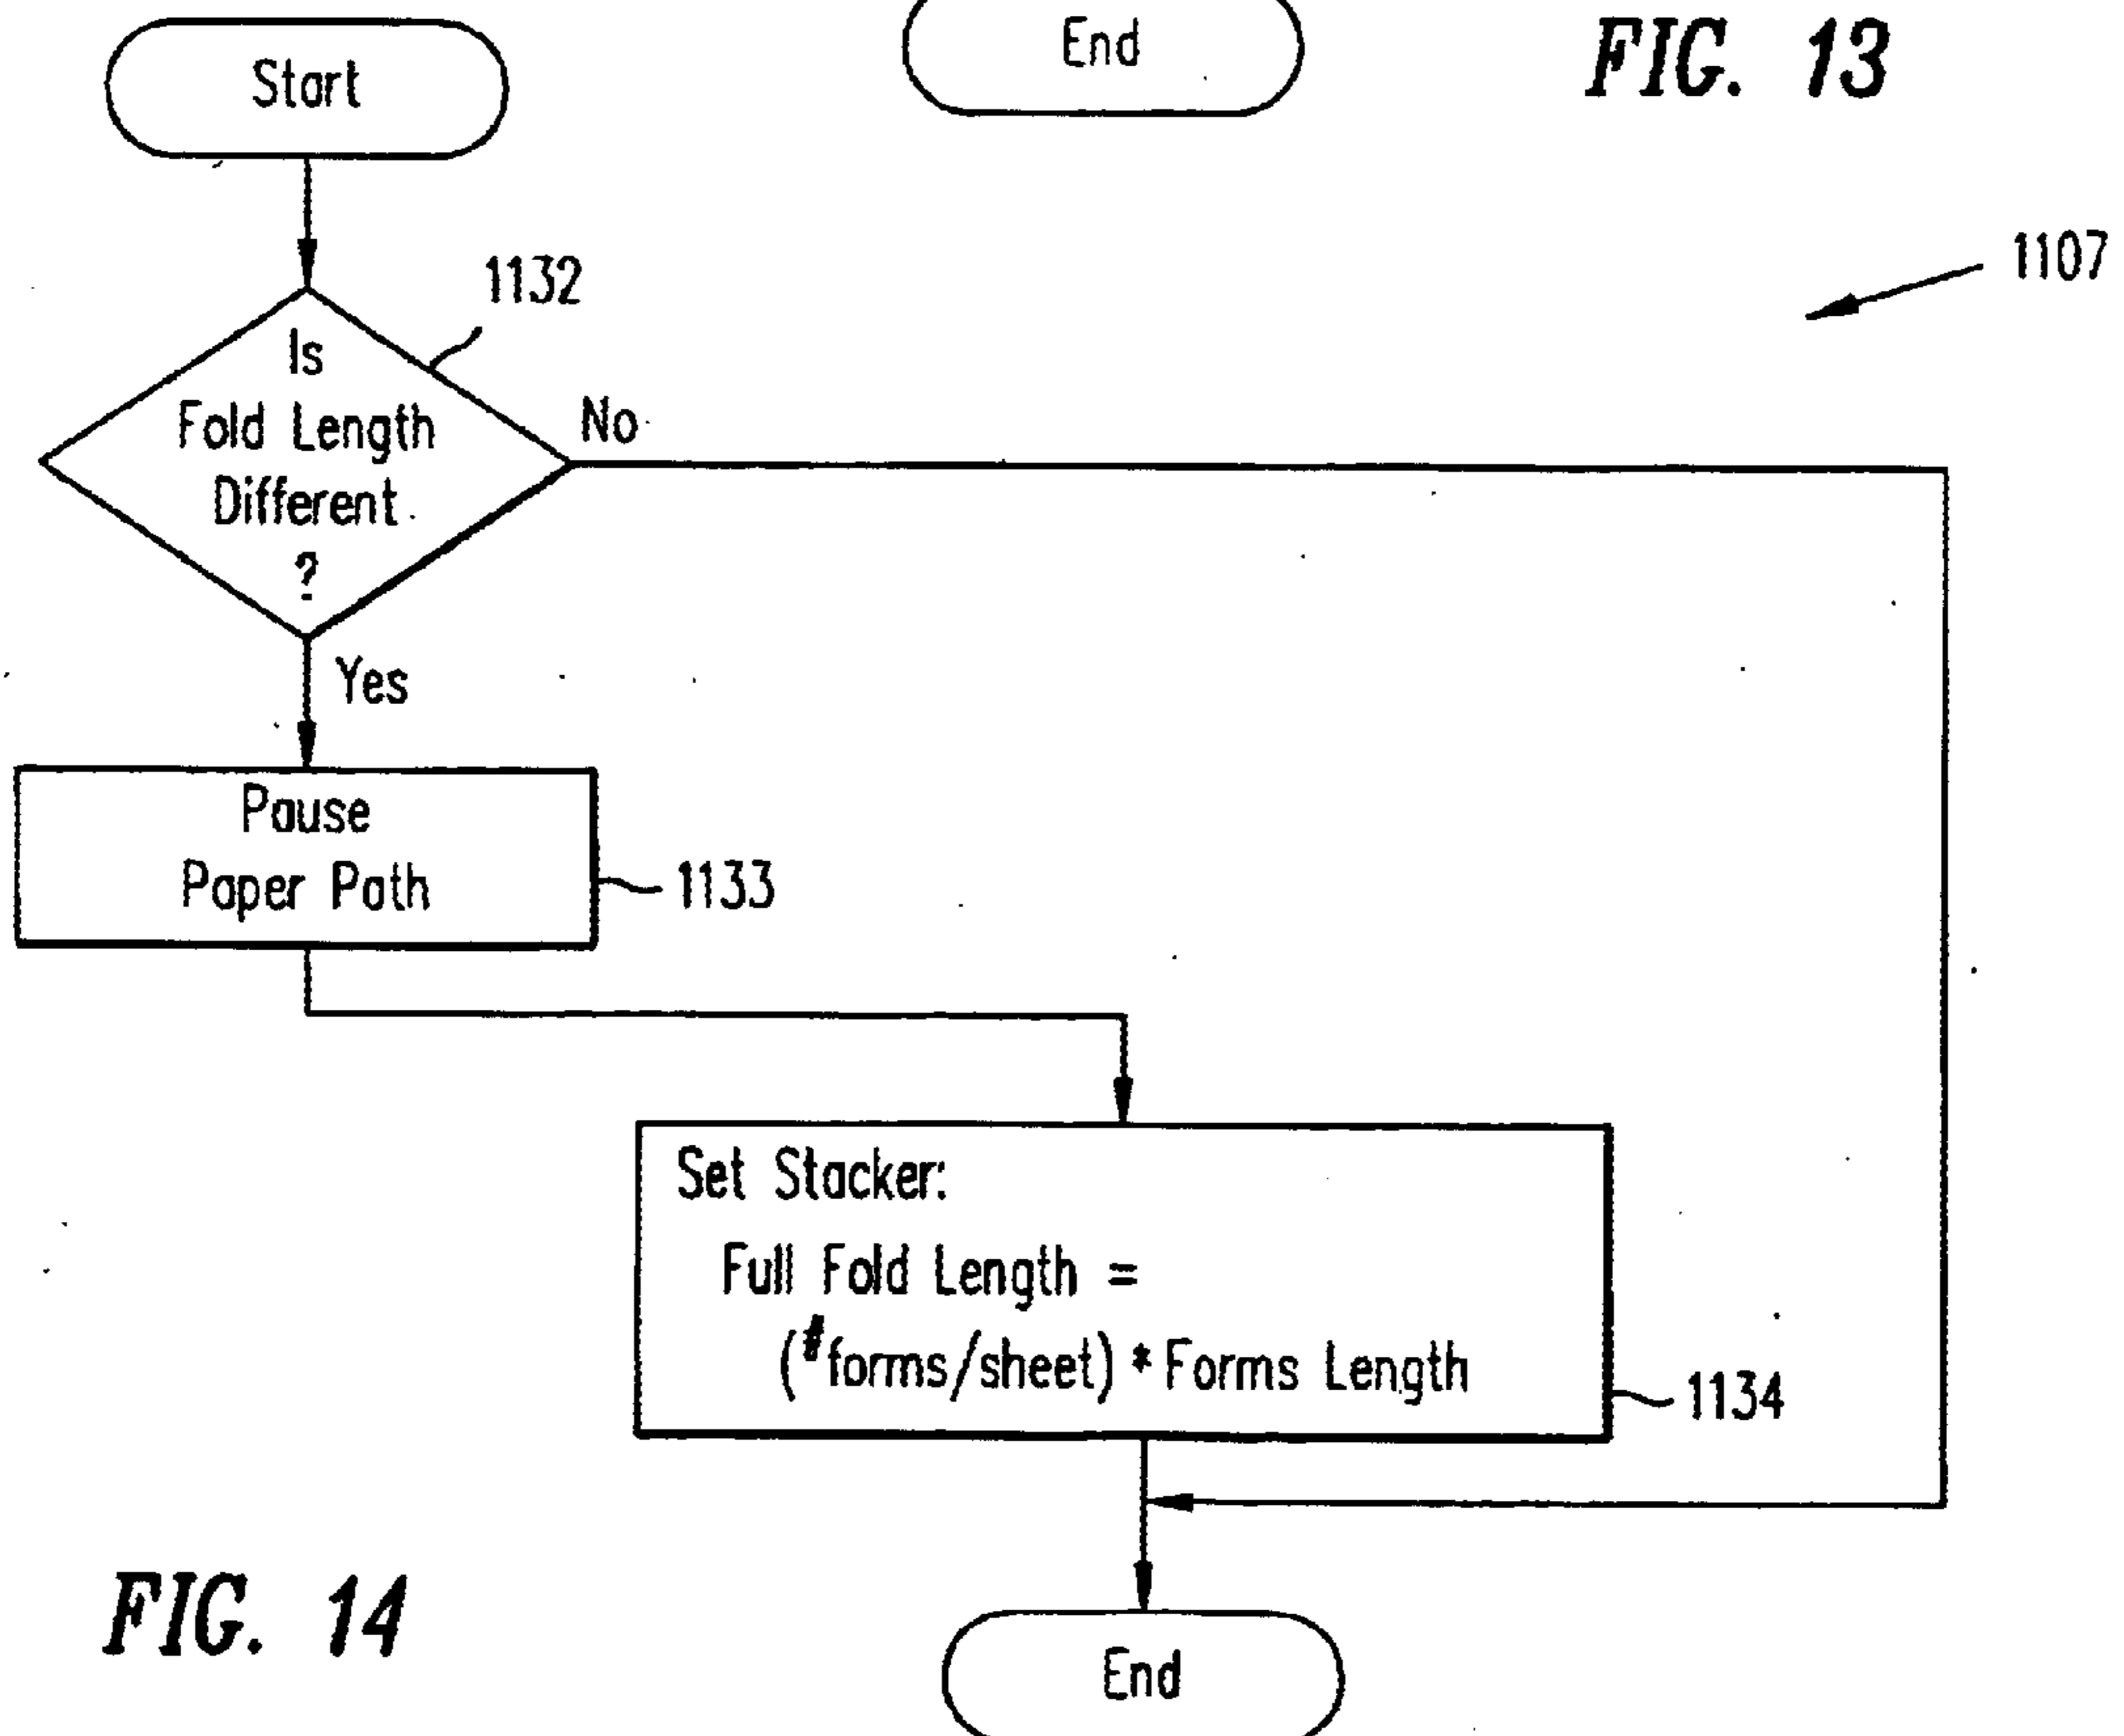 End
FIG. 13
Start
1107
1132
Is
Fold Length
Different
?
No
Yes
Pause
Paper Path
1133
Set Stacker:
Full Fold Length =
(#forms/sheet) * Forms Length
1134
FIG. 14
End